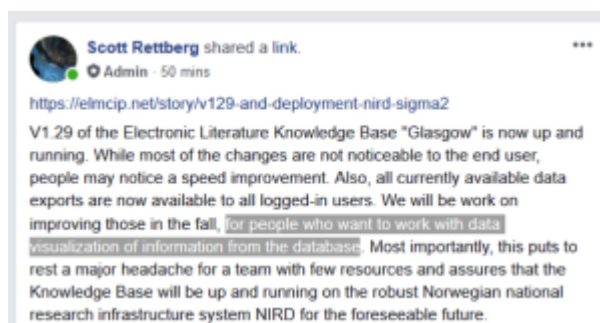 Scott Rettberg shared a link.
Admin · 50 mins
https://elmcip.net/story/v129-and-deployment-nird-sigma2
V1.29 of the Electronic Literature Knowledge Base "Glasgow" is now up and
running. While most of the changes are not noticeable to the end user,
people may notice a speed improvement. Also, all currently available data
exports are now available to all logged-in users. We will be work on
improving those in the fall, for people who want to work with data
visualization of information from the database. Most importantly, this puts to
rest a major headache for a team with few resources and assures that the
Knowledge Base will be up and running on the robust Norwegian national
research infrastructure system NIRD for the foreseeable future.